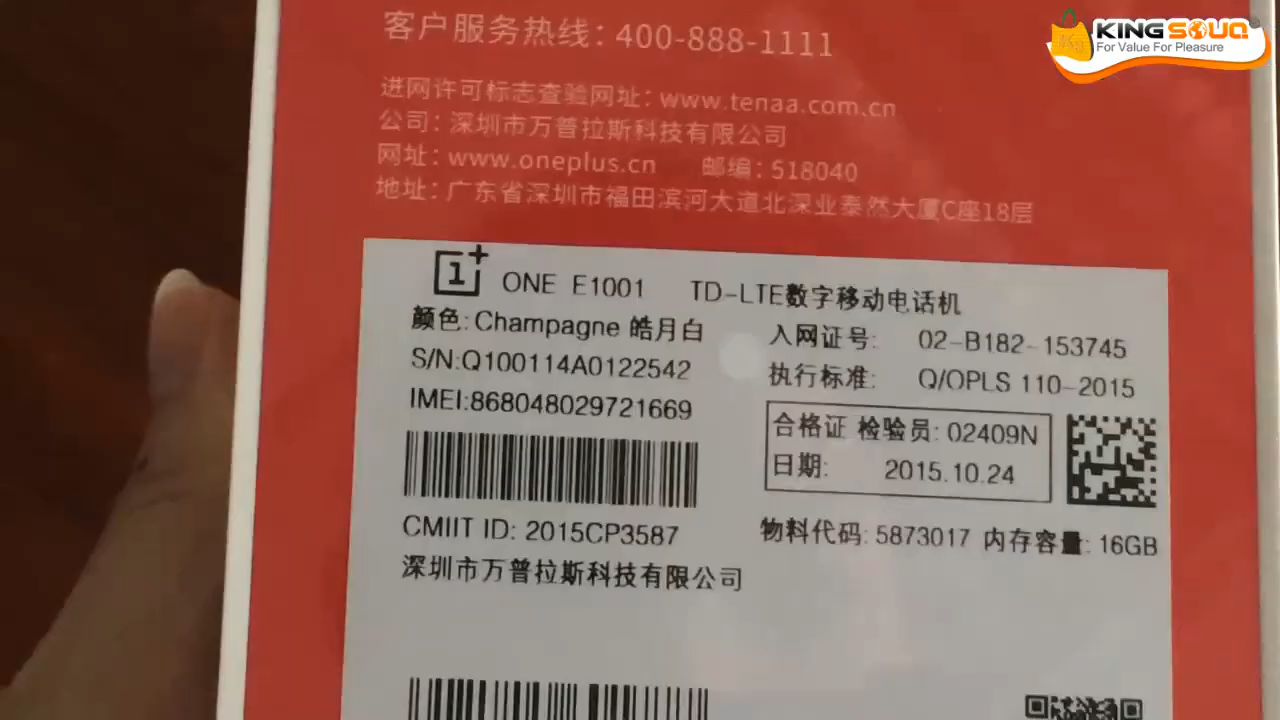 KINGSOUQ
For Value For Pleasure
客户服务热线：400-888-1111
进网许可标志查验网址：www.tenaa.com.cn
公司：深圳市万普拉斯科技有限公司
网址：www.oneplus.cn 邮编：518040
地址：广东省深圳市福田滨河大道北深业泰然大厦C座18层
1+ ONE E1001 TD-LTE数字移动电话机
颜色: Champagne 皓月白 入网证号: 02-B182-153745
S/N:Q100114A0122542 执行标准: Q/OPLS 110-2015
IMEI:868048029721669 合格证 检验员: 02409N
日期: 2015.10.24
CMIIT ID: 2015CP3587 物料代码: 5873017 内存容量: 16GB
深圳市万普拉斯科技有限公司